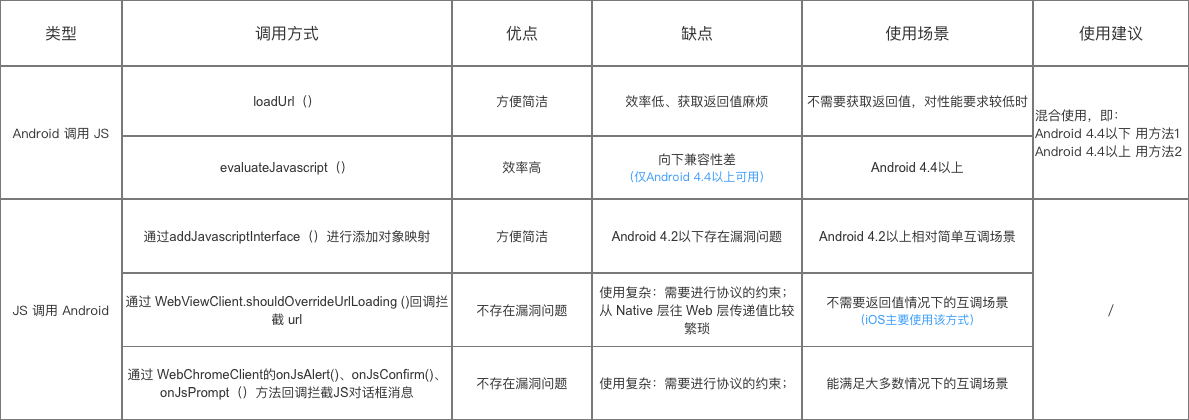 类型
调用方式
优点
缺点
使用场景
使用建议
Android 调用 JS
loadUrl（）
方便简洁
效率低、获取返回值麻烦
不需要获取返回值，对性能要求较低时
混合使用，即：
Android 4.4以下 用方法1
Android 4.4以上 用方法2
evaluateJavascript（）
效率高
向下兼容性差
（仅Android 4.4以上可用）
Android 4.4以上
JS 调用 Android
通过addJavascriptInterface（）进行添加对象映射
方便简洁
Android 4.2以下存在漏洞问题
Android 4.2以上相对简单互调场景
/
通过 WebViewClient.shouldOverrideUrlLoading ()回调拦
截 url
不存在漏洞问题
使用复杂：需要进行协议的约束；
从 Native 层往 Web 层传递值比较
繁琐
不需要返回值情况下的互调场景
（iOS主要使用该方式）
通过 WebChromeClient的onJsAlert()、onJsConfirm()、
onJsPrompt（）方法回调拦截JS对话框消息
不存在漏洞问题
使用复杂：需要进行协议的约束；
能满足大多数情况下的互调场景